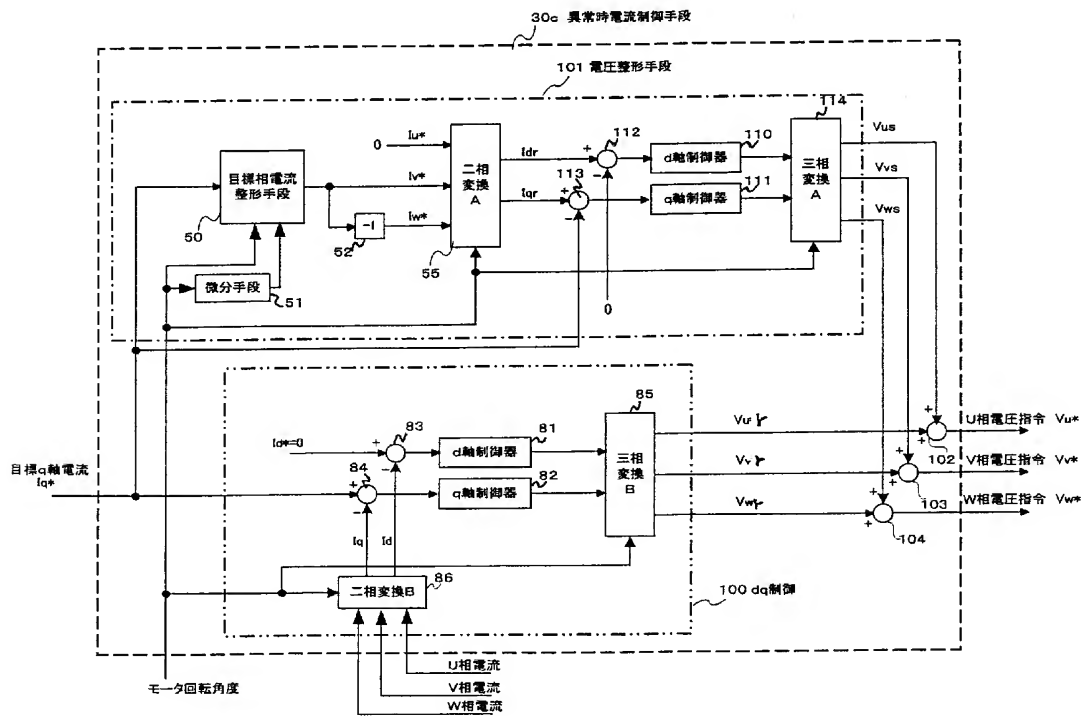 30c 異常時電流制御手段
101 電圧整形手段
114
0
Iu*
二相
変換
A
Idr
112
110
d軸制御器
三相
変換
A
Vus
目標相電流
整形手段
50
Iv*
Iqr
113
111
q軸制御器
Vvs
-1
52
Iw*
55
Vws
微分手段
51
0
85
Id*=0
83
81
d軸制御器
三相
変換
B
U相電圧指令 Vu*
102
目標q軸電流
Iq*
84
82
q軸制御器
V相電圧指令 Vv*
103
W相電圧指令 Vw*
104
Iq
Id
二相変換B
86
100 dq制御
U相電流
V相電流
W相電流
モータ回転角度